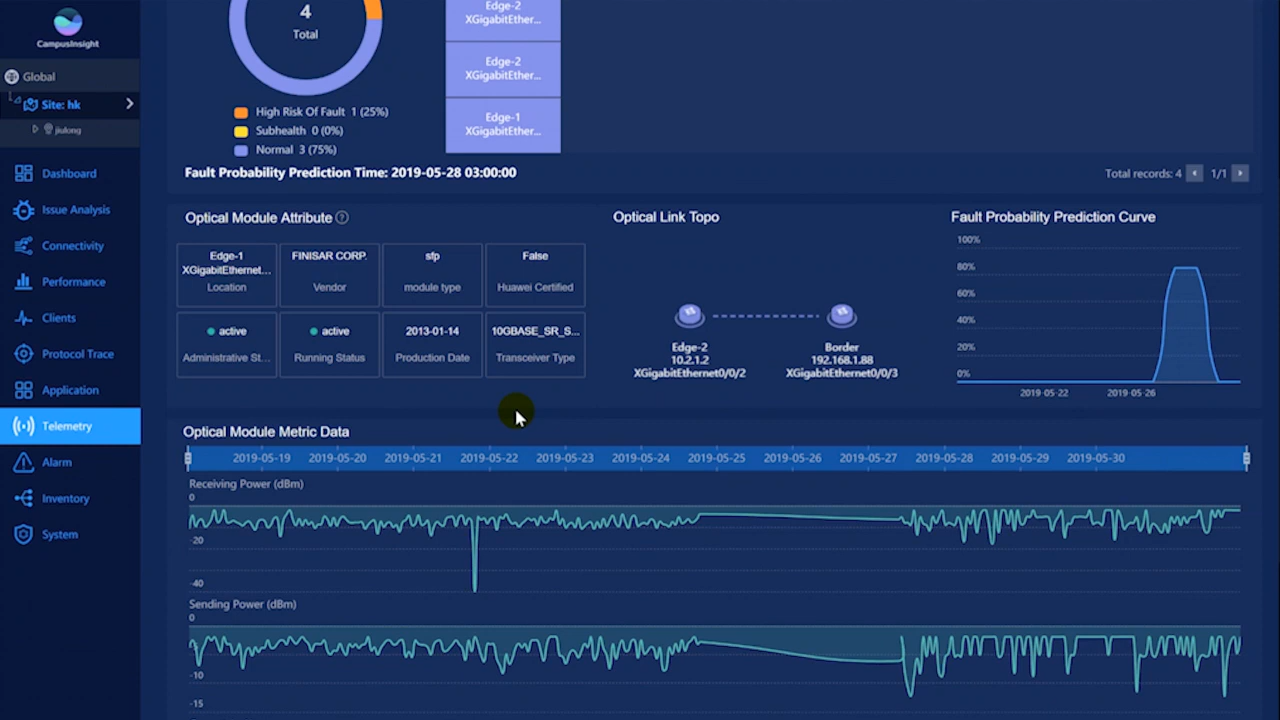 CampusInsight
Global
Site: hk
jiulong
Dashboard
Issue Analysis
Connectivity
Performance
Clients
Protocol Trace
Application
Telemetry
Alarm
Inventory
System
4
Total
High Risk Of Fault 1 (25%)
Subhealth 0 (0%)
Normal 3 (75%)
Edge-2
XGigabitEther...
Edge-2
XGigabitEther...
Edge-1
XGigabitEther...
Fault Probability Prediction Time: 2019-05-28 03:00:00
Total records: 4
1/1
Optical Module Attribute ?
Edge-1
XGigabitEthernet...
Location
FINISAR CORP.
Vendor
sfp
module type
False
Huawei Certified
active
Administrative St...
active
Running Status
2013-01-14
Production Date
10GBASE_SR_S...
Transceiver Type
Optical Link Topo
Edge-2
10.2.1.2
XGigabitEthernet0/0/2
Border
192.168.1.88
XGigabitEthernet0/0/3
Fault Probability Prediction Curve
100%
80%
60%
40%
20%
0%
2019-05-22 2019-05-26
Optical Module Metric Data
2019-05-19 2019-05-20 2019-05-21 2019-05-22 2019-05-23 2019-05-24 2019-05-25 2019-05-26 2019-05-27 2019-05-28 2019-05-29 2019-05-30
Receiving Power (dBm)
0
-20
-40
Sending Power (dBm)
0
-10
-15